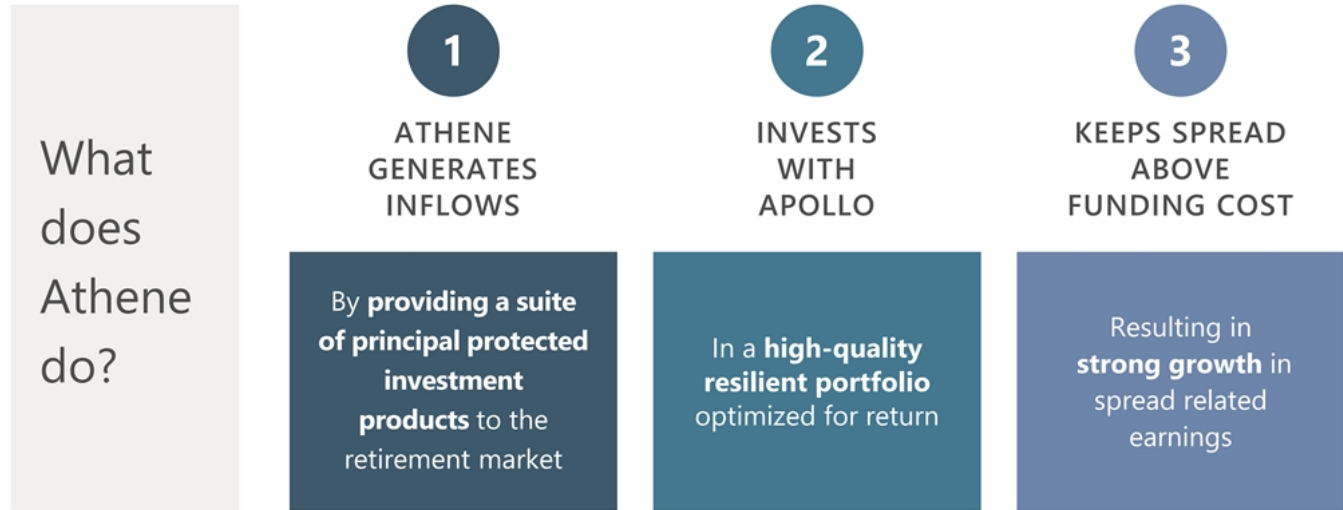 What
does
Athene
do?
1
ATHENE
GENERATES
INFLOWS
By providing a suite
of principal protected
investment
products to the
retirement market
2
INVESTS
WITH
APOLLO
In a high-quality
resilient portfolio
optimized for return
3
KEEPS SPREAD
ABOVE
FUNDING COST
Resulting in
strong growth in
spread related
earnings